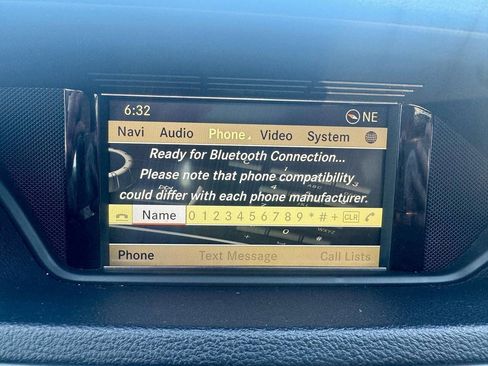 6:32 NE
Navi Audio Phone Video System
Ready for Bluetooth Connection...
Please note that phone compatibility
could differ with each phone manufacturer.
Name 0 1 2 3 4 5 6 7 8 9 * # + CLR
Phone Text Message Call Lists